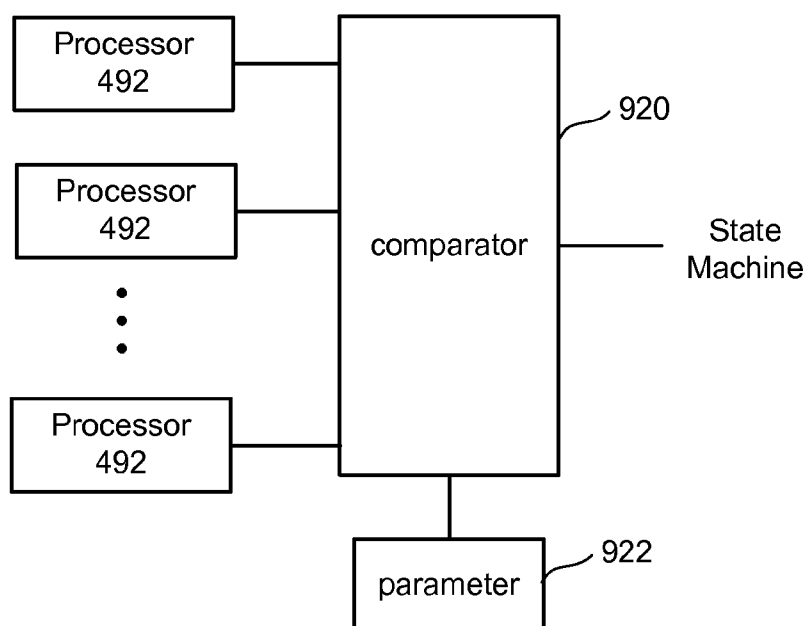 Processor
492
920
Processor
492
comparator
State
Machine
Processor
492
922
parameter